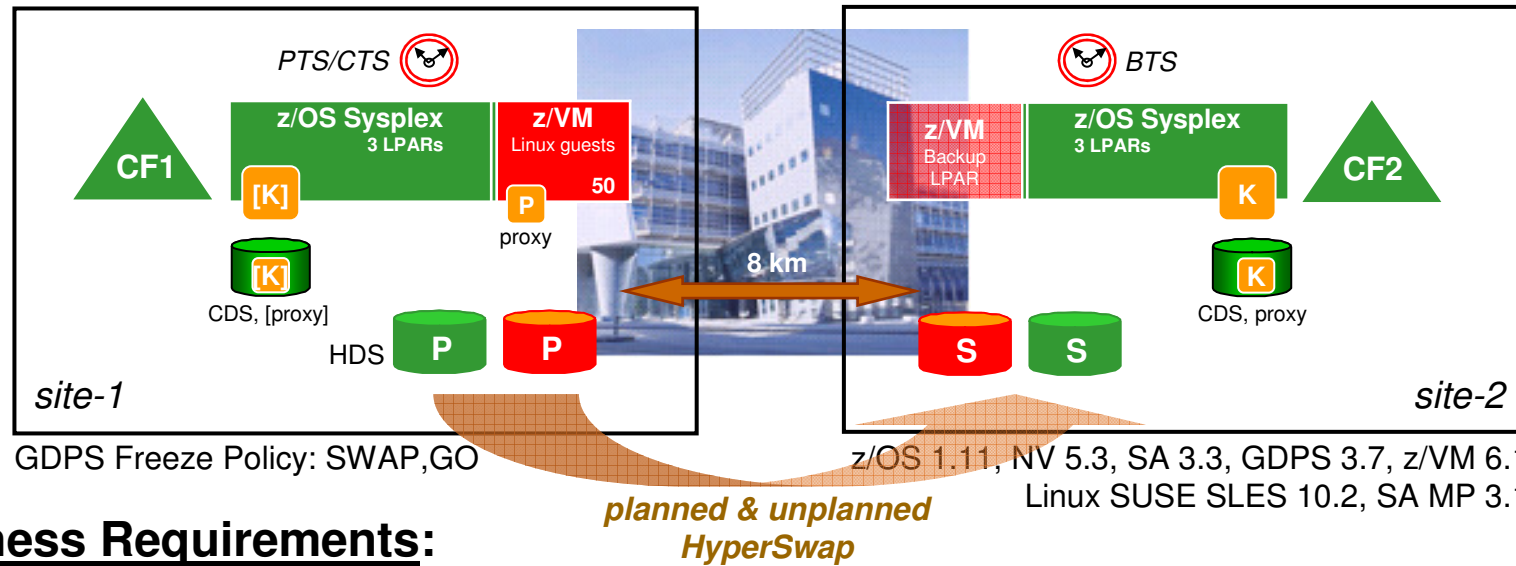 PTS/CTS
BTS
z/OS Sysplex
3 LPARs
z/VM
Linux guests
50
z/VM
Backup
LPAR
z/OS Sysplex
3 LPARs
CF1
CF2
[K]
P
K
proxy
8 km
[K]
K
CDS, [proxy]
CDS, proxy
HDS
P
P
S
S
site-1
site-2
GDPS Freeze Policy: SWAP,GO
z/OS 1.11, NV 5.3, SA 3.3, GDPS 3.7, z/VM 6.1
Linux SUSE SLES 10.2, SA MP 3.1
planned & unplanned
HyperSwap
ness Requirements: